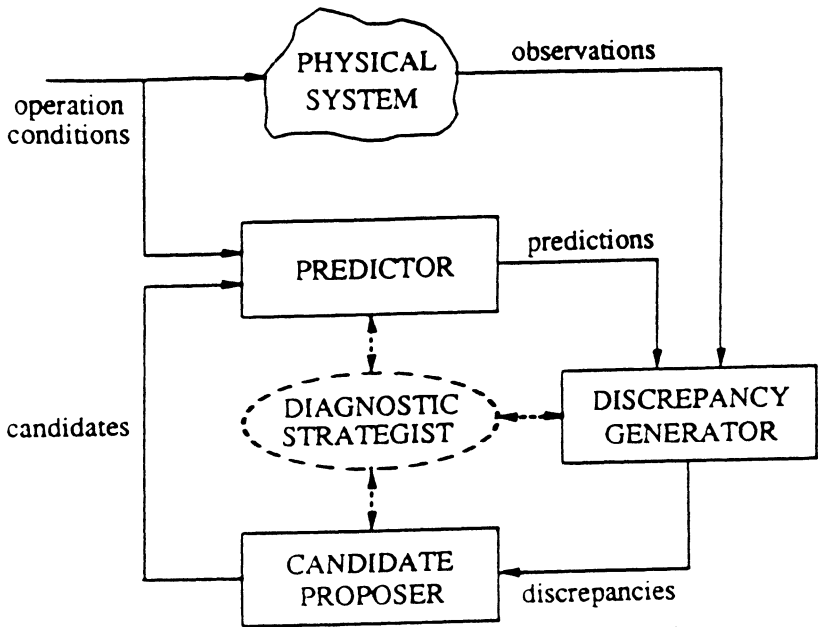 PHYSICAL
SYSTEM
observations
operation
conditions
PREDICTOR
predictions
DIAGNOSTIC
STRATEGIST
DISCREPANCY
GENERATOR
candidates
CANDIDATE
PROPOSER
discrepancies